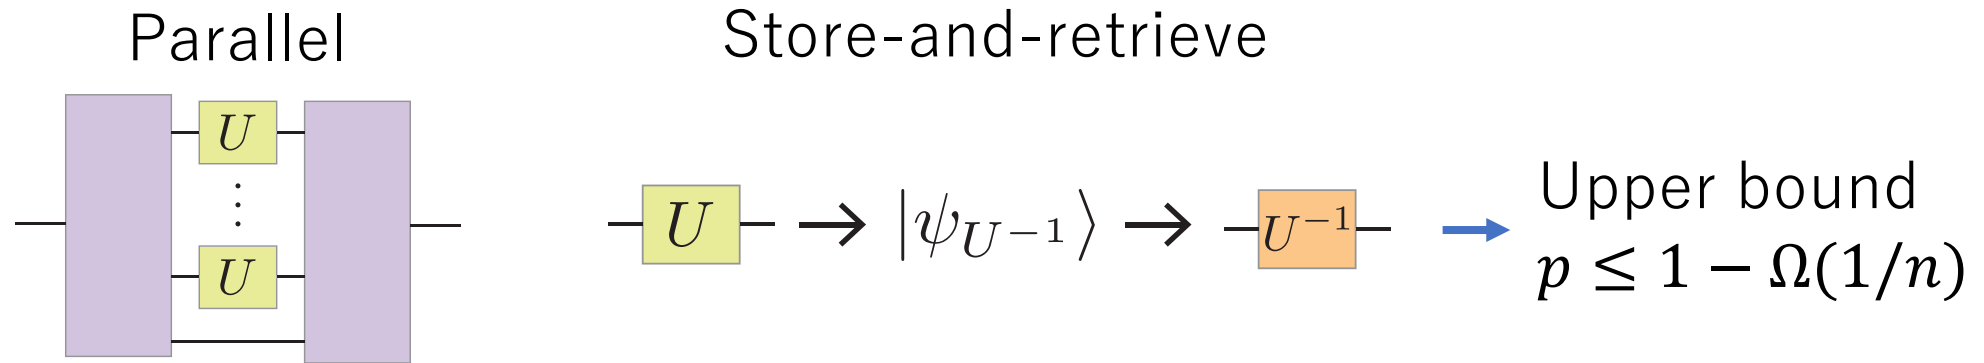 Parallel
U
⋮
U
Store-and-retrieve
U → |ψ_{U^{-1}}⟩ → U^{-1}
Upper bound
p ≤ 1 − Ω(1/n)